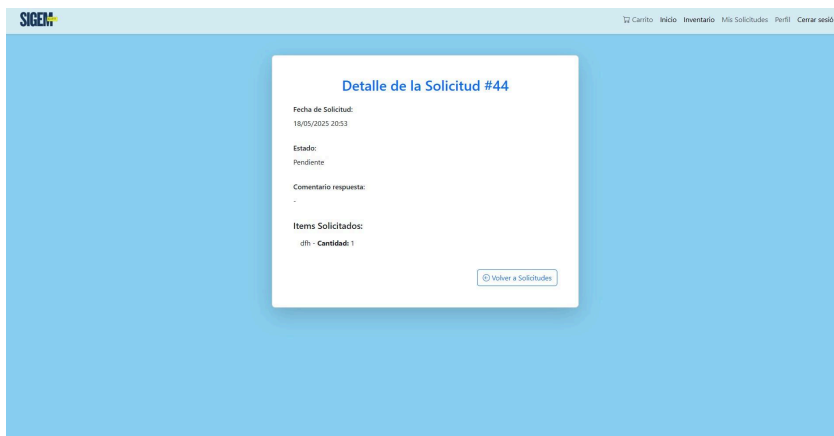 SIGEM
Carrito Inicio Inventario Mis Solicitudes Perfil Cerrar sesió
Detalle de la Solicitud #44
Fecha de Solicitud:
18/05/2025 20:53
Estado:
Pendiente
Comentario respuesta:
-
Items Solicitados:
dfh - Cantidad: 1
Volver a Solicitudes